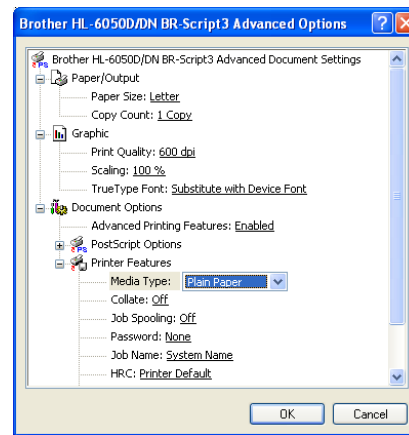 Brother HL-6050D/DN BR-Script3 Advanced Options
Brother HL-6050D/DN BR-Script3 Advanced Document Settings
Paper/Output
Paper Size: Letter
Copy Count: 1 Copy
Graphic
Print Quality: 600 dpi
Scaling: 100 %
TrueType Font: Substitute with Device Font
Document Options
Advanced Printing Features: Enabled
PostScript Options
Printer Features
Media Type: Plain Paper
Collate: Off
Job Spooling: Off
Password: None
Job Name: System Name
HRC: Printer Default
OK Cancel